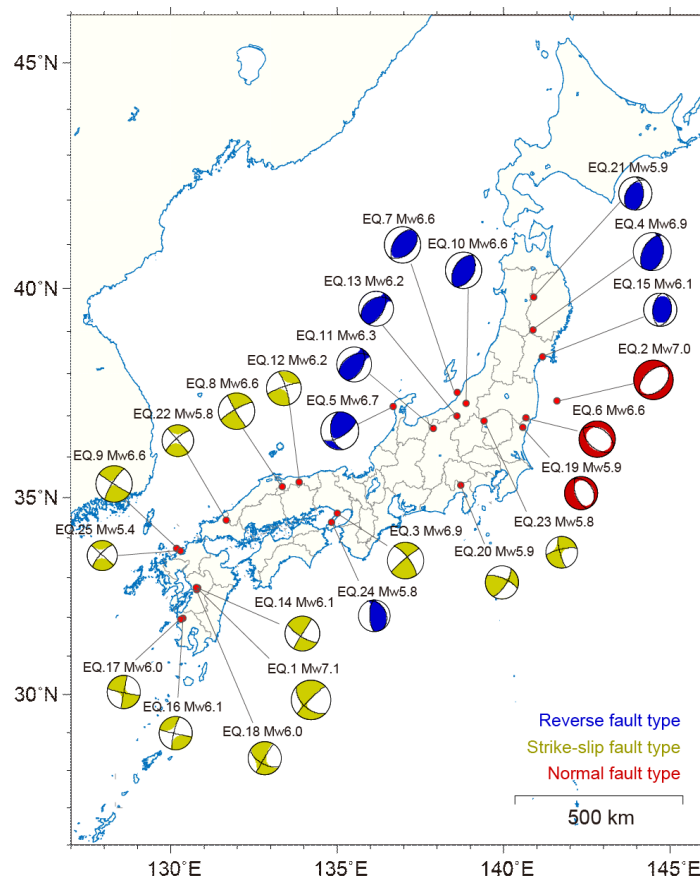 45°N
EQ.21 Mw5.9
EQ.7 Mw6.6
EQ.4 Mw6.9
EQ.10 Mw6.6
EQ.13 Mw6.2
40°N
EQ.15 Mw6.1
EQ.11 Mw6.3
EQ.2 Mw7.0
EQ.12 Mw6.2
EQ.8 Mw6.6
EQ.5 Mw6.7
EQ.22 Mw5.8
EQ.6 Mw6.6
EQ.9 Mw6.6
EQ.19 Mw5.9
35°N
EQ.23 Mw5.8
EQ.25 Mw5.4
EQ.3 Mw6.9
EQ.20 Mw5.9
EQ.24 Mw5.8
EQ.14 Mw6.1
EQ.17 Mw6.0
EQ.1 Mw7.1
30°N
EQ.16 Mw6.1
EQ.18 Mw6.0
Reverse fault type
Strike-slip fault type
Normal fault type
500 km
130°E
135°E
140°E
145°E